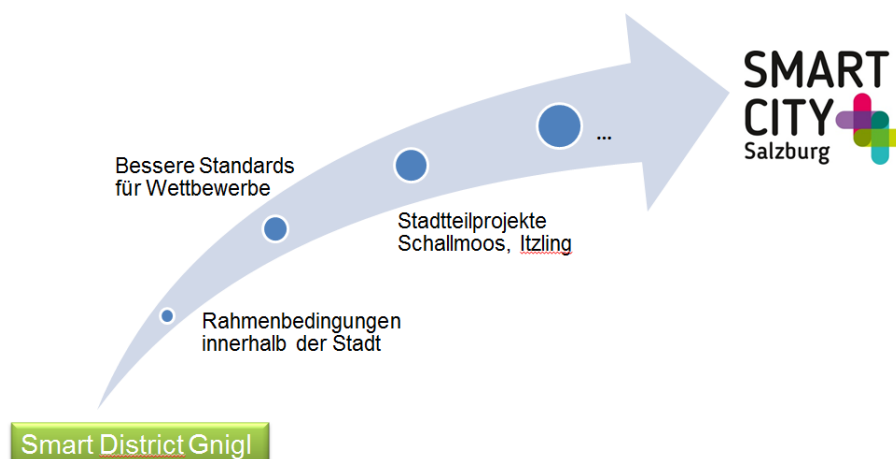 SMART
CITY
Salzburg
...
Bessere Standards
für Wettbewerbe
Stadtteilprojekte
Schallmoos, Itzling
Rahmenbedingungen
innerhalb der Stadt
Smart District Gnigl